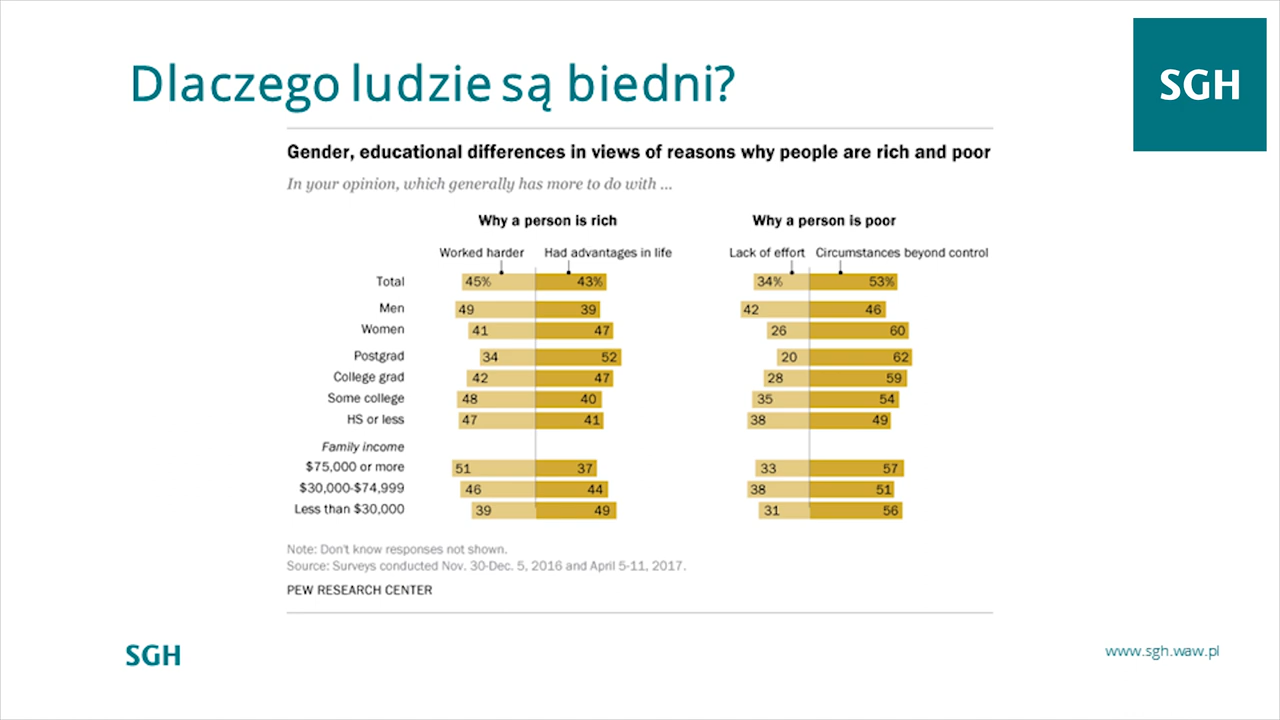 Dlaczego ludzie są biedni?
SGH
Gender, educational differences in views of reasons why people are rich and poor
In your opinion, which generally has more to do with ...
Why a person is rich Why a person is poor
Worked harder Had advantages in life Lack of effort Circumstances beyond control
Total 45% 43% 34% 53%
Men 49 39 42 46
Women 41 47 26 60
Postgrad 34 52 20 62
College grad 42 47 28 59
Some college 48 40 35 54
HS or less 47 41 38 49
Family income
$75,000 or more 51 37 33 57
$30,000-$74,999 46 44 38 51
Less than $30,000 39 49 31 56
Note: Don't know responses not shown.
Source: Surveys conducted Nov. 30-Dec. 5, 2016 and April 5-11, 2017.
PEW RESEARCH CENTER
SGH www.sgh.waw.pl